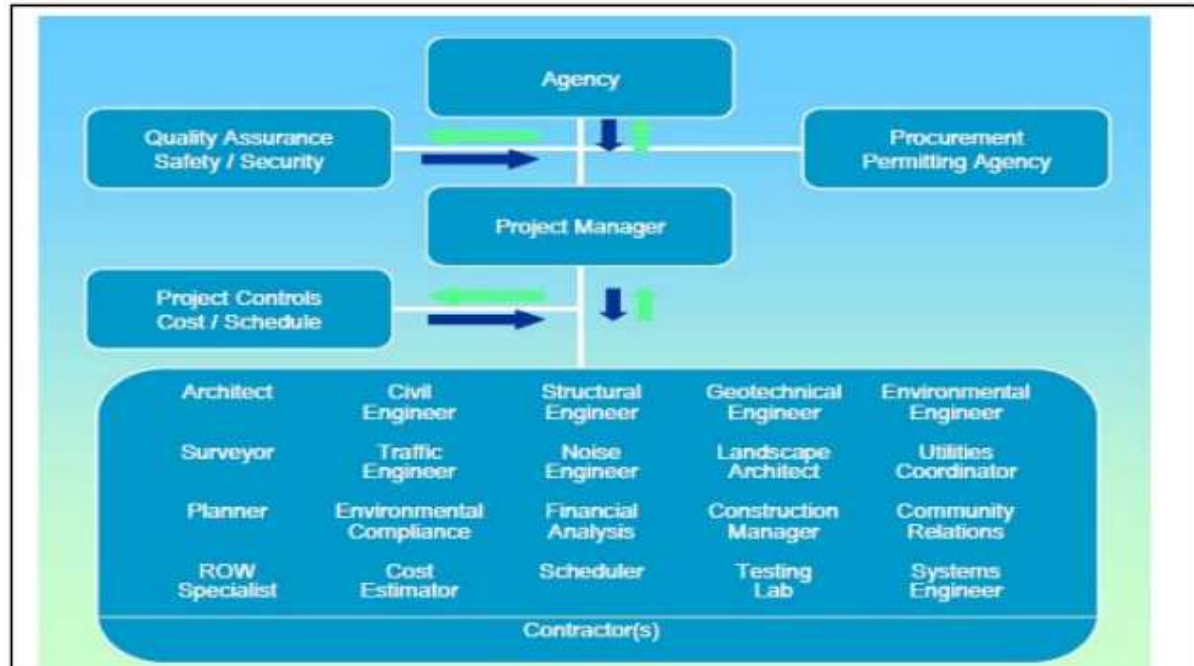 Agency
Quality Assurance
Safety / Security
Procurement
Permitting Agency
Project Manager
Project Controls
Cost / Schedule
Architect
Civil
Engineer
Structural
Engineer
Geotechnical
Engineer
Environmental
Engineer
Surveyor
Traffic
Engineer
Noise
Engineer
Landscape
Architect
Utilities
Coordinator
Planner
Environmental
Compliance
Financial
Analysis
Construction
Manager
Community
Relations
ROW
Specialist
Cost
Estimator
Scheduler
Testing
Lab
Systems
Engineer
Contractor(s)